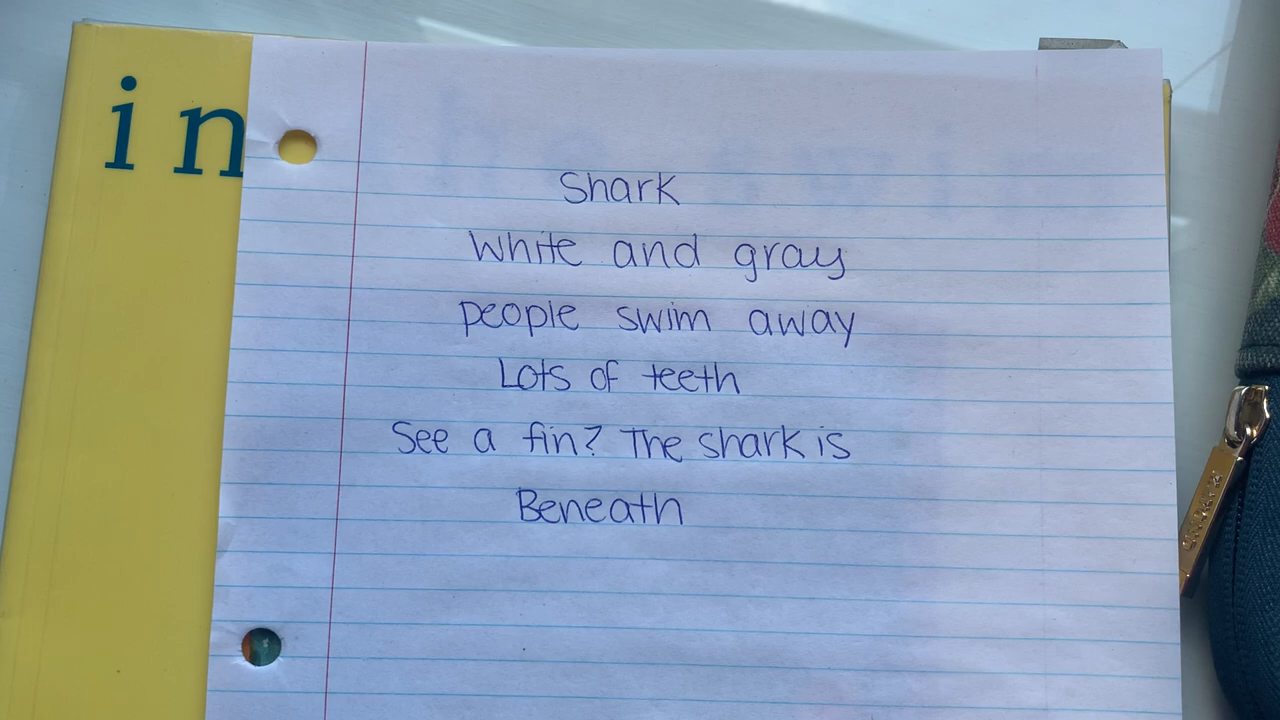 in
Shark
White and gray
people swim away
Lots of teeth
See a fin? The shark is
Beneath